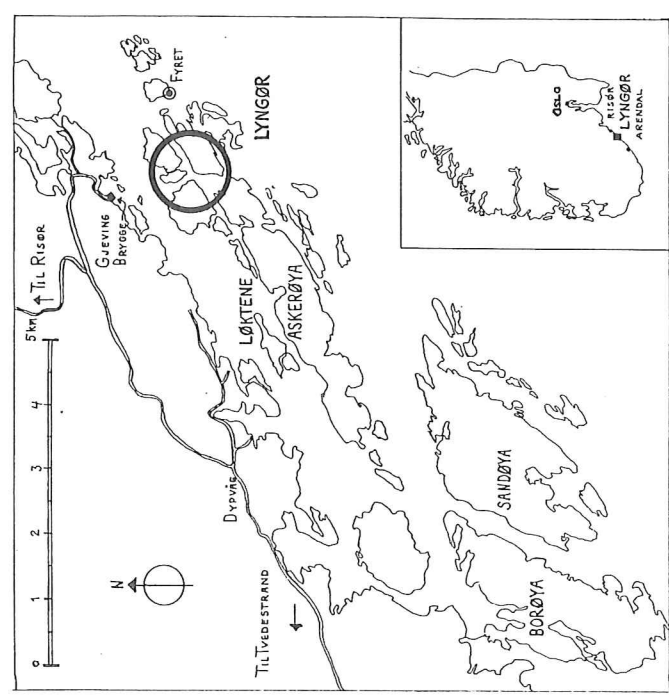 FYRET
LYNGØR
GJEVING
BRYGGE
TIL RISØR
5 km
4
3
2
1
0
N
LØKTENE
ASKERØYA
DYPVÅG
TIL TVEDESTRAND
SANDØYA
BORØYA
OSLO
RISØR
LYNGØR
ARENDAL